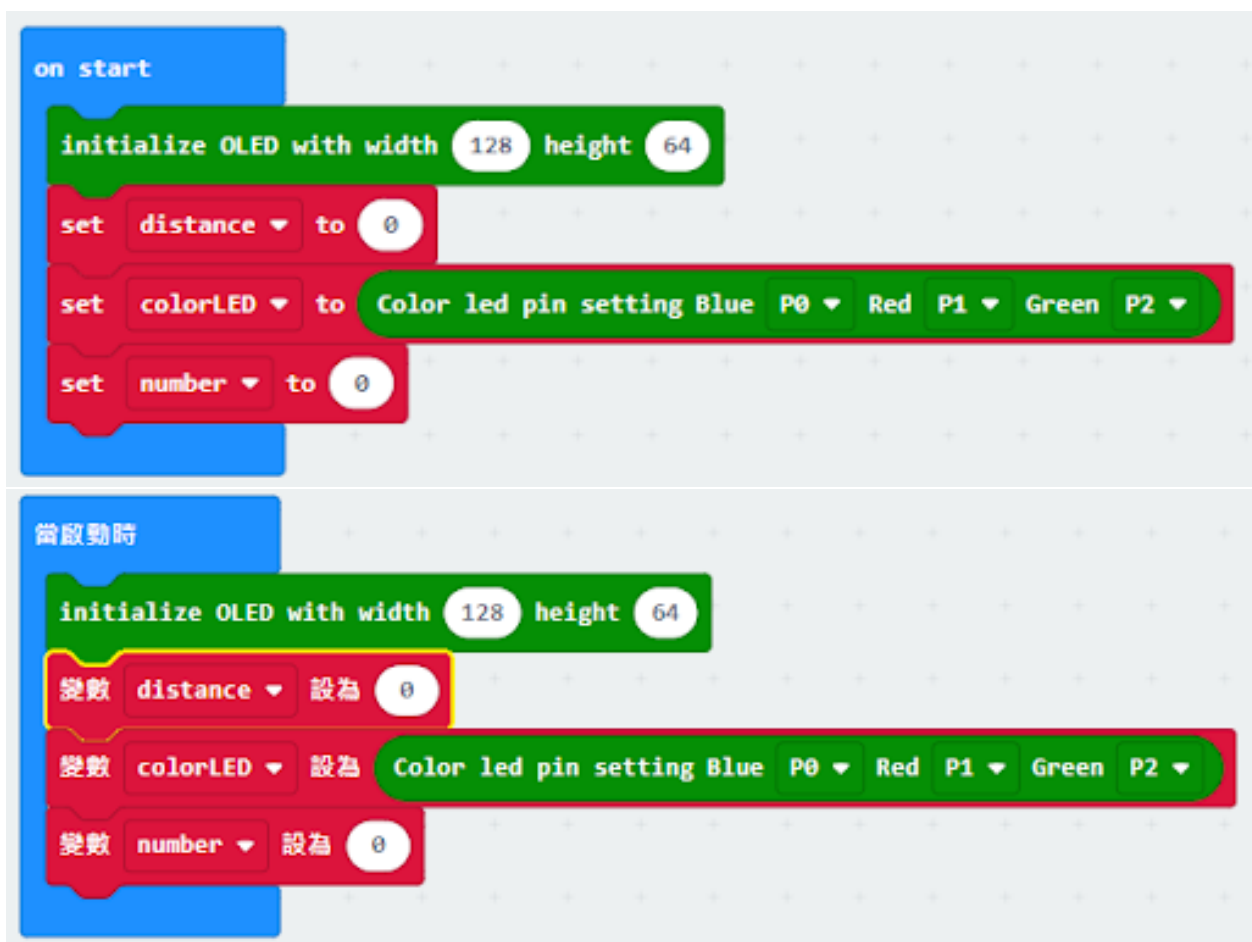 on start
initialize OLED with width 128 height 64
set distance to 0
set colorLED to Color led pin setting Blue P0 Red P1 Green P2
set number to 0
當啟動時
initialize OLED with width 128 height 64
變數 distance 設為 0
變數 colorLED 設為 Color led pin setting Blue P0 Red P1 Green P2
變數 number 設為 0